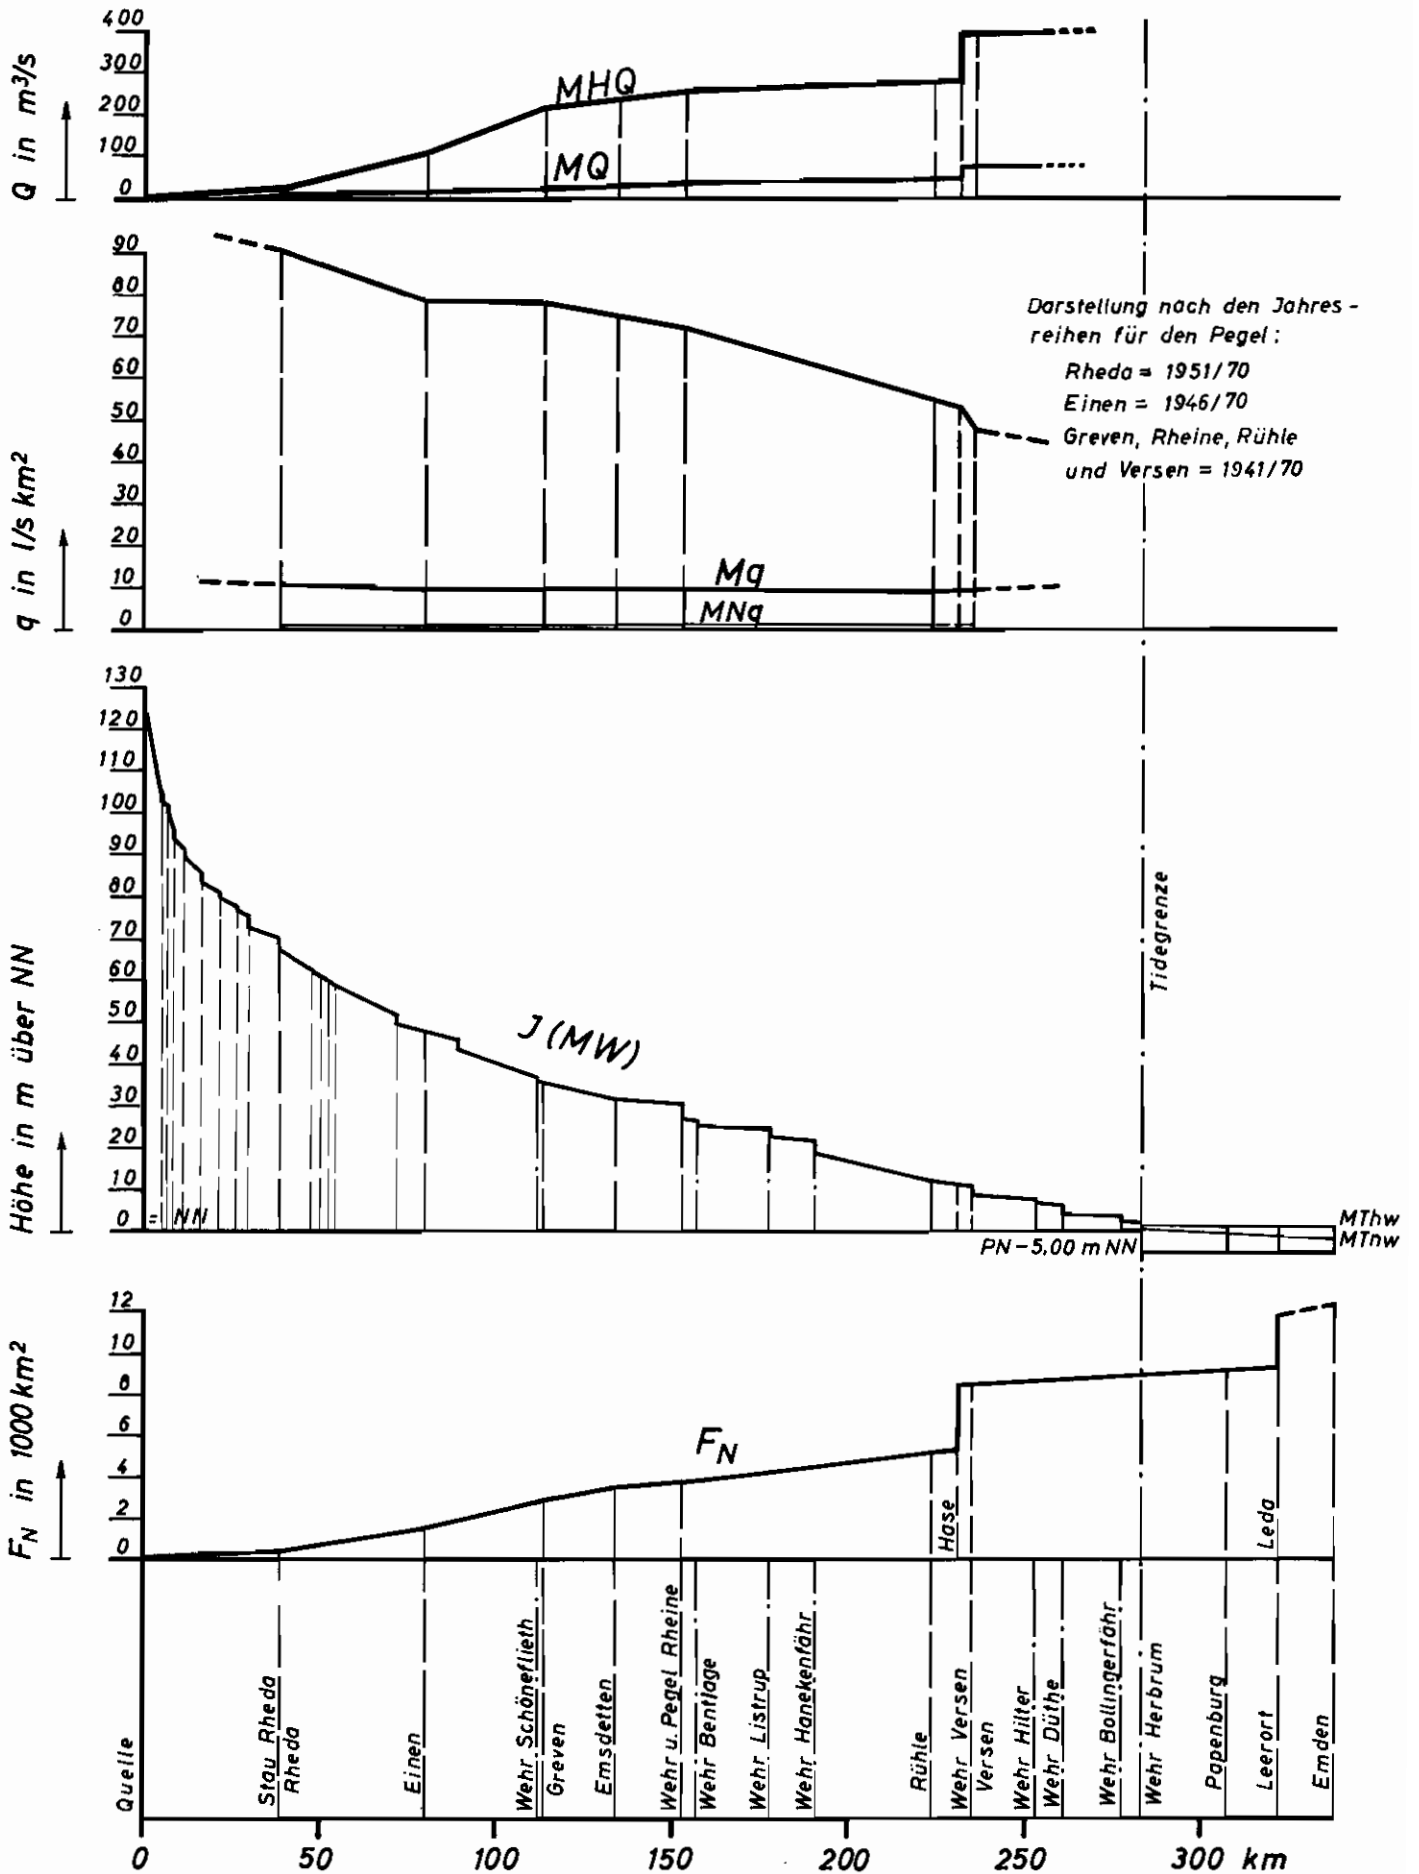 Q in m³/s
400
300
200
100
0
MHQ
MQ
q in l/s km²
90
80
70
60
50
40
30
20
10
0
Mq
MNq
Darstellung nach den Jahres-
reihen für den Pegel:
Rheda = 1951/70
Einen = 1946/70
Greven, Rheine, Rühle
und Versen = 1941/70
Höhe in m über NN
130
120
110
100
90
80
70
60
50
40
30
20
10
0 = NN
J (MW)
Tidegrenze
PN-5,00 m NN
MThw
MTnw
F_N in 1000 km²
12
10
8
6
4
2
0
F_N
Hase
Leda
Quelle
Stau Rheda
Rheda
Einen
Wehr Schöneflieth
Greven
Emsdetten
Wehr u. Pegel Rheine
Wehr Bentlage
Wehr Listrup
Wehr Hanekenfähr
Rühle
Wehr Versen
Versen
Wehr Hilter
Wehr Düthe
Wehr Bollingerfähr
Wehr Herbrum
Papenburg
Leerort
Emden
0 50 100 150 200 250 300 km